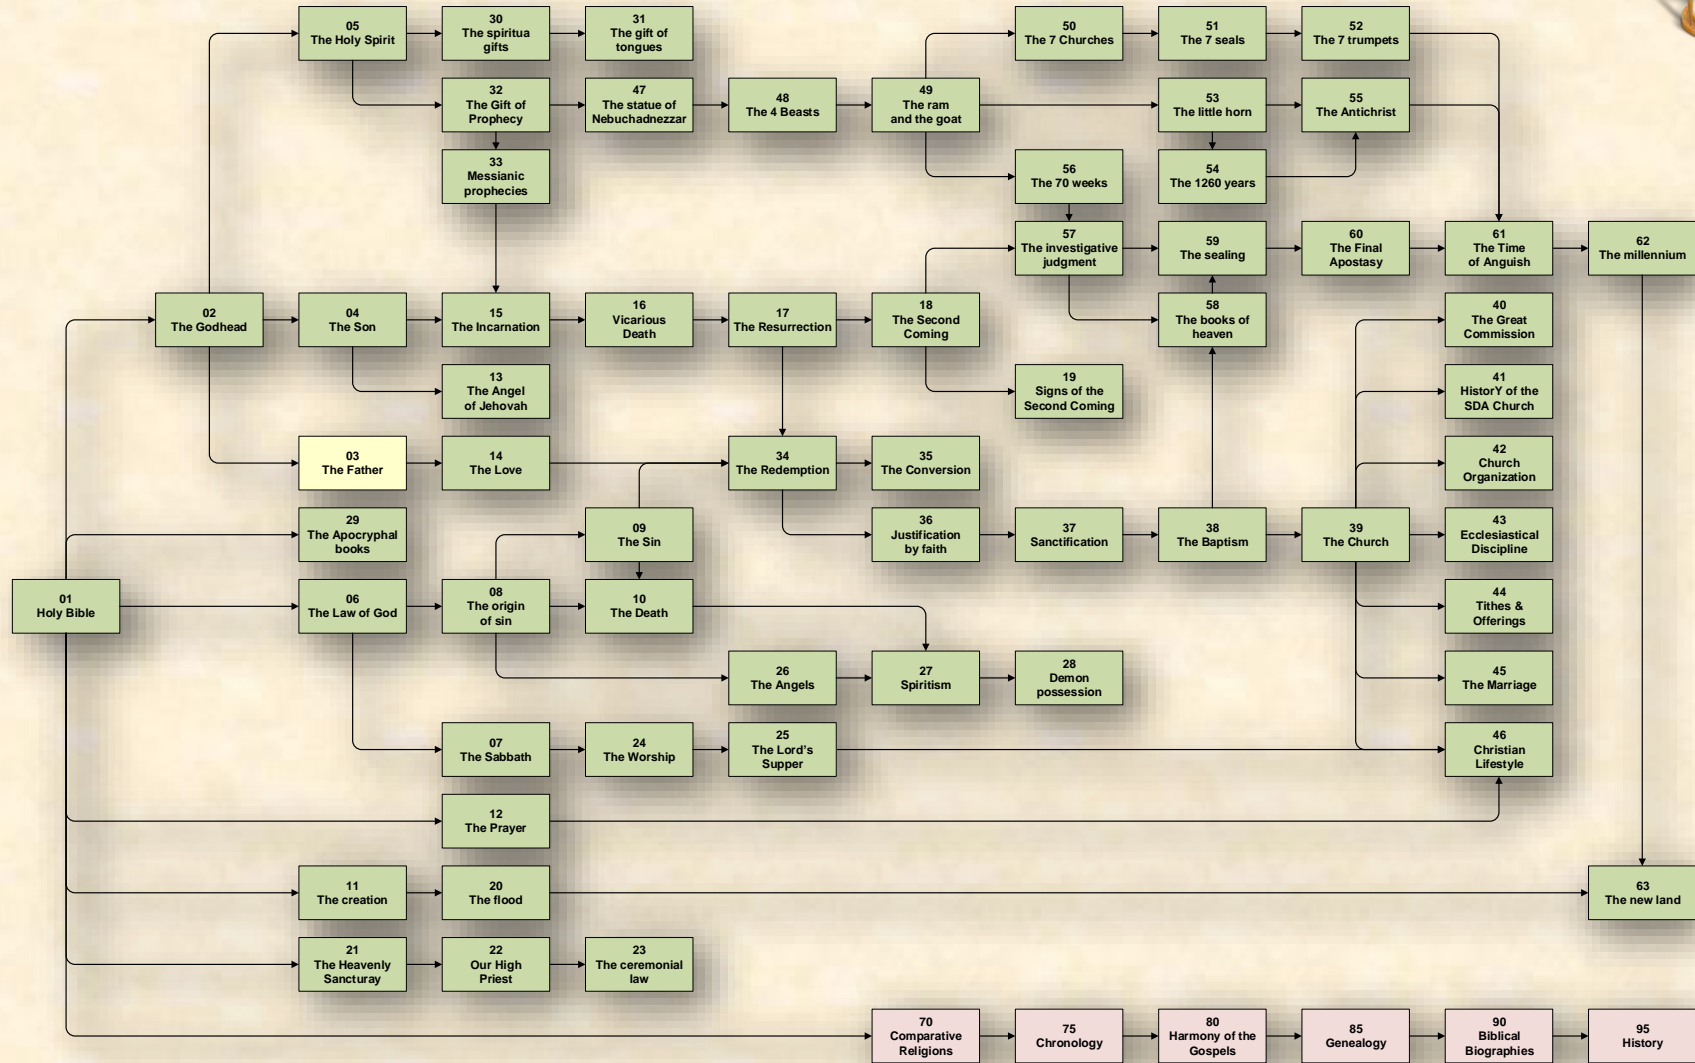 05
The Holy Spirit
30
The spiritua
gifts
31
The gift of
tongues
50
The 7 Churches
51
The 7 seals
52
The 7 trumpets
32
The Gift of
Prophecy
47
The statue of
Nebuchadnezzar
48
The 4 Beasts
49
The ram
and the goat
53
The little horn
55
The Antichrist
33
Messianic
prophecies
56
The 70 weeks
54
The 1260 years
57
The investigative
judgment
59
The sealing
60
The Final
Apostasy
61
The Time
of Anguish
62
The millennium
02
The Godhead
04
The Son
15
The Incarnation
16
Vicarious
Death
17
The Resurrection
18
The Second
Coming
58
The books of
heaven
40
The Great
Commission
13
The Angel
of Jehovah
19
Signs of the
Second Coming
41
HistorY of the
SDA Church
03
The Father
14
The Love
34
The Redemption
35
The Conversion
42
Church
Organization
29
The Apocryphal
books
09
The Sin
36
Justification
by faith
37
Sanctification
38
The Baptism
39
The Church
43
Ecclesiastical
Discipline
01
Holy Bible
06
The Law of God
08
The origin
of sin
10
The Death
44
Tithes &
Offerings
26
The Angels
27
Spiritism
28
Demon
possession
45
The Marriage
07
The Sabbath
24
The Worship
25
The Lord's
Supper
46
Christian
Lifestyle
12
The Prayer
11
The creation
20
The flood
63
The new land
21
The Heavenly
Sancturay
22
Our High
Priest
23
The ceremonial
law
70
Comparative
Religions
75
Chronology
80
Harmony of the
Gospels
85
Genealogy
90
Biblical
Biographies
95
History